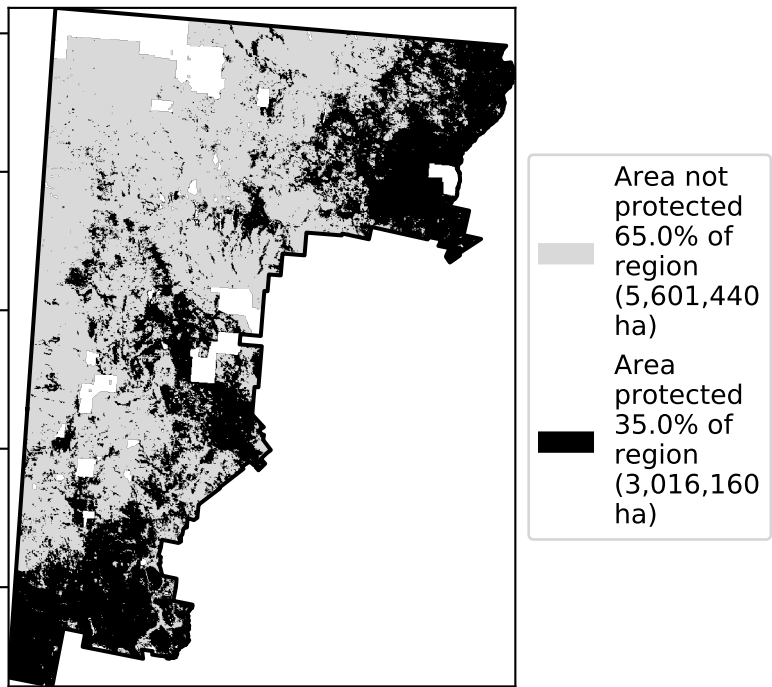 Area not
protected
65.0% of
region
(5,601,440
ha)
Area
protected
35.0% of
region
(3,016,160
ha)